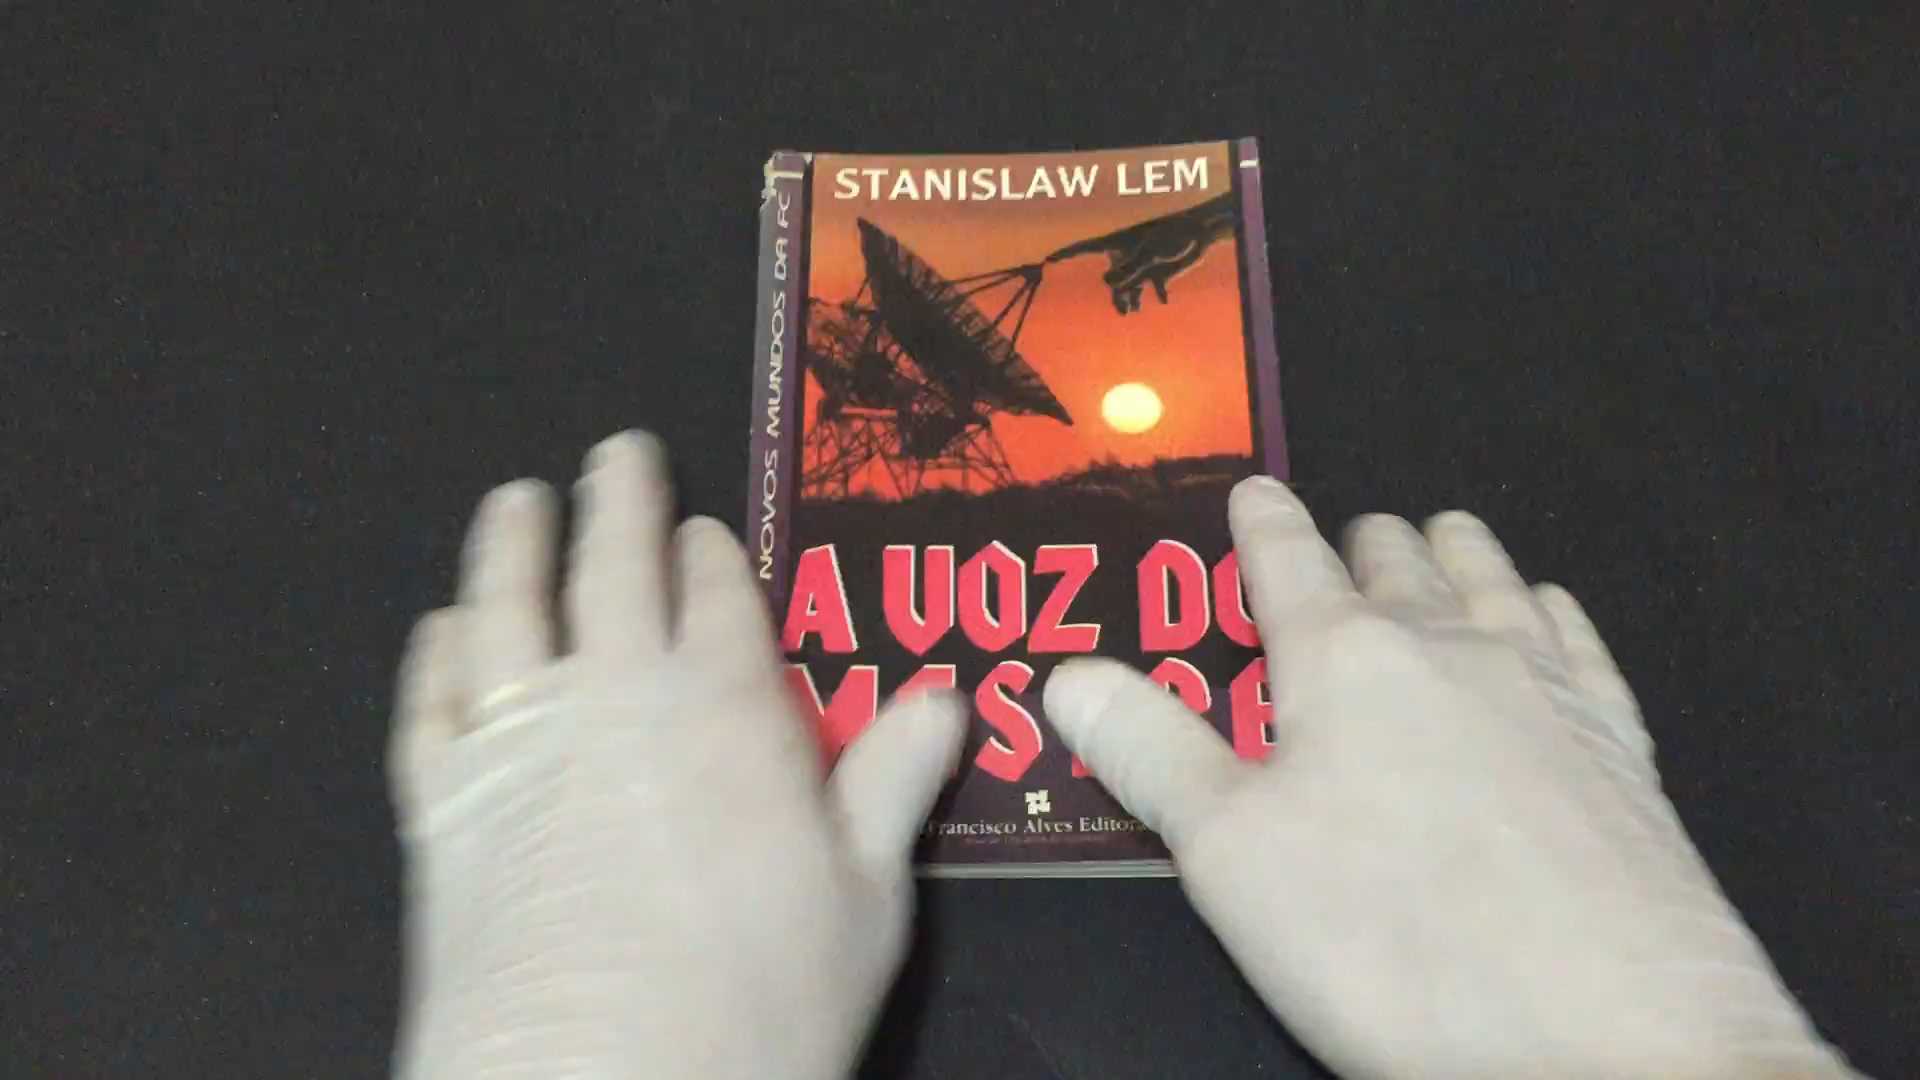 STANISLAW LEM
NOVOS MUNDOS DA FC
A VOZ DO
Francisco Alves Editora